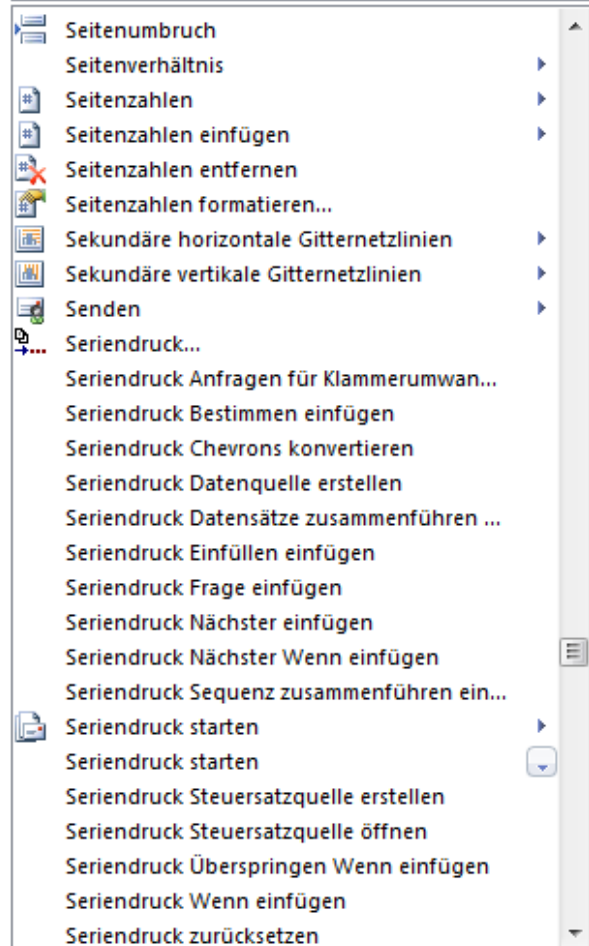 Seitenumbruch
Seitenverhältnis
Seitenzahlen
Seitenzahlen einfügen
Seitenzahlen entfernen
Seitenzahlen formatieren...
Sekundäre horizontale Gitternetzlinien
Sekundäre vertikale Gitternetzlinien
Senden
Seriendruck...
Seriendruck Anfragen für Klammerumwan...
Seriendruck Bestimmen einfügen
Seriendruck Chevrons konvertieren
Seriendruck Datenquelle erstellen
Seriendruck Datensätze zusammenführen ...
Seriendruck Einfüllen einfügen
Seriendruck Frage einfügen
Seriendruck Nächster einfügen
Seriendruck Nächster Wenn einfügen
Seriendruck Sequenz zusammenführen ein...
Seriendruck starten
Seriendruck starten
Seriendruck Steuersatzquelle erstellen
Seriendruck Steuersatzquelle öffnen
Seriendruck Überspringen Wenn einfügen
Seriendruck Wenn einfügen
Seriendruck zurücksetzen